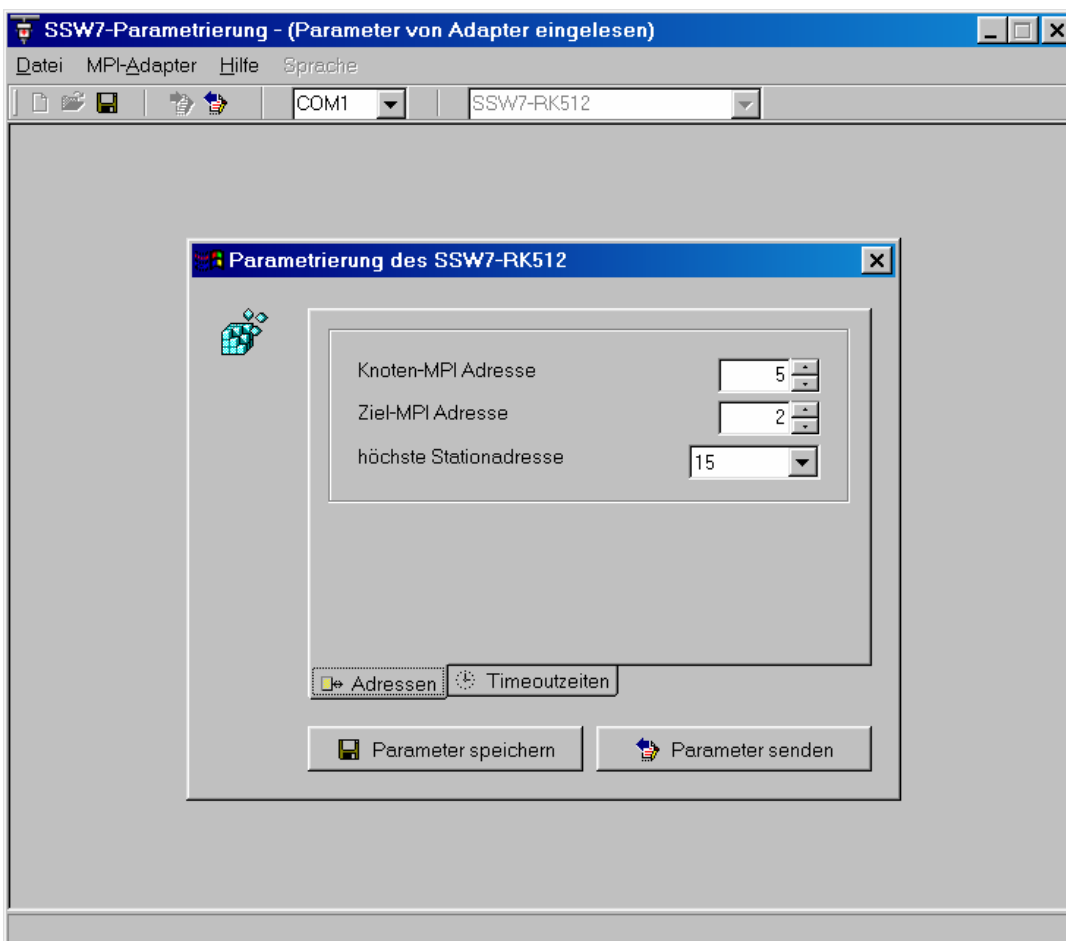 SSW7-Parametrierung - (Parameter von Adapter eingelesen)
Datei MPI-Adapter Hilfe Sprache
COM1 SSW7-RK512
Parametrierung des SSW7-RK512
Knoten-MPI Adresse 5
Ziel-MPI Adresse 2
höchste Stationadresse 15
Adressen Timeoutzeiten
Parameter speichern Parameter senden